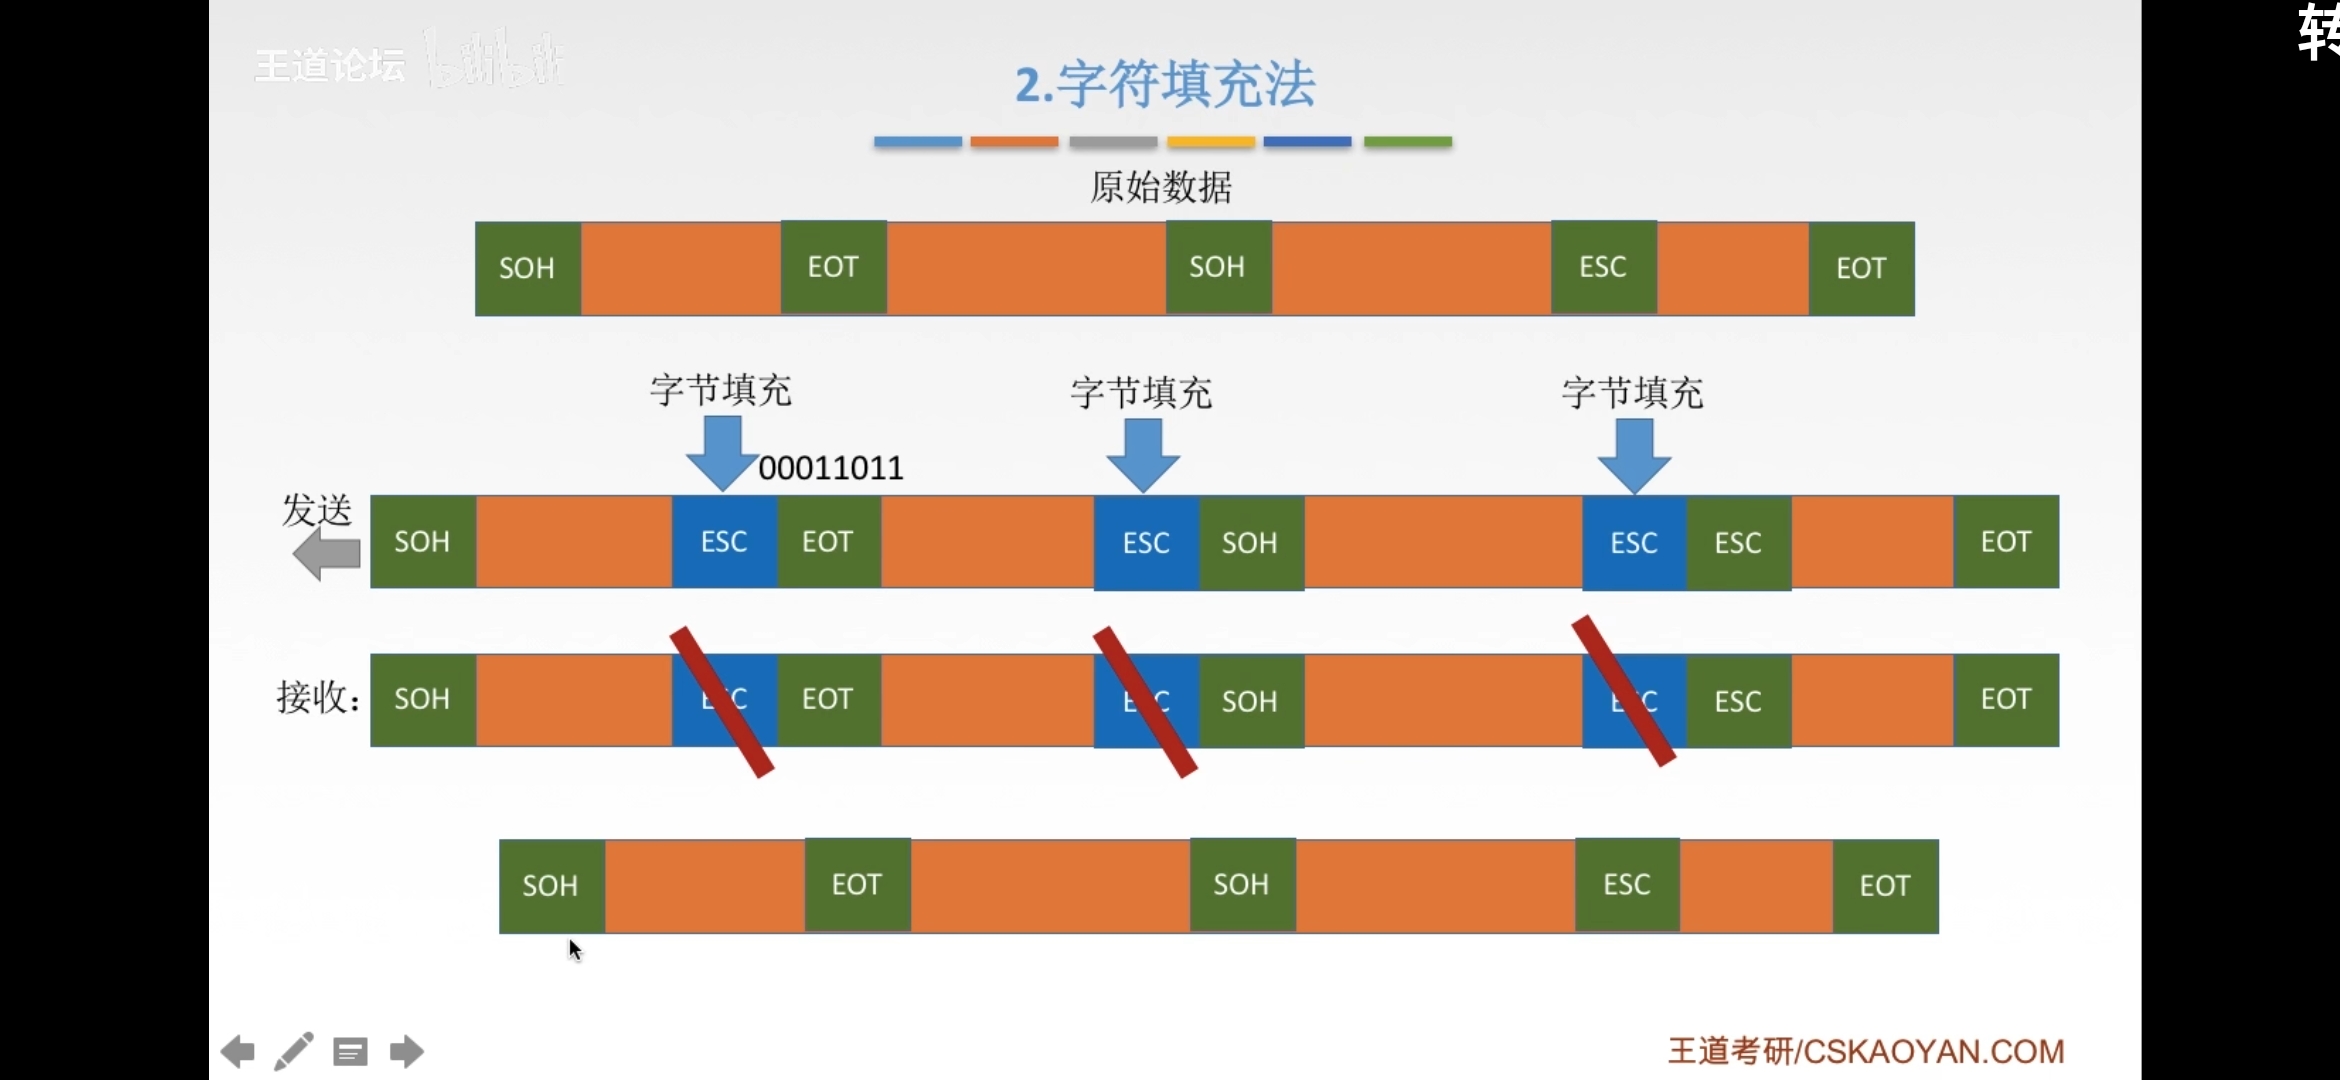 王道论坛 bilibili
转
2.字符填充法
原始数据
SOH EOT SOH ESC EOT
字节填充 字节填充 字节填充
00011011
发送
SOH ESC EOT ESC SOH ESC ESC EOT
接收: SOH ESC EOT ESC SOH ESC ESC EOT
SOH EOT SOH ESC EOT
王道考研/CSKAOYAN.COM